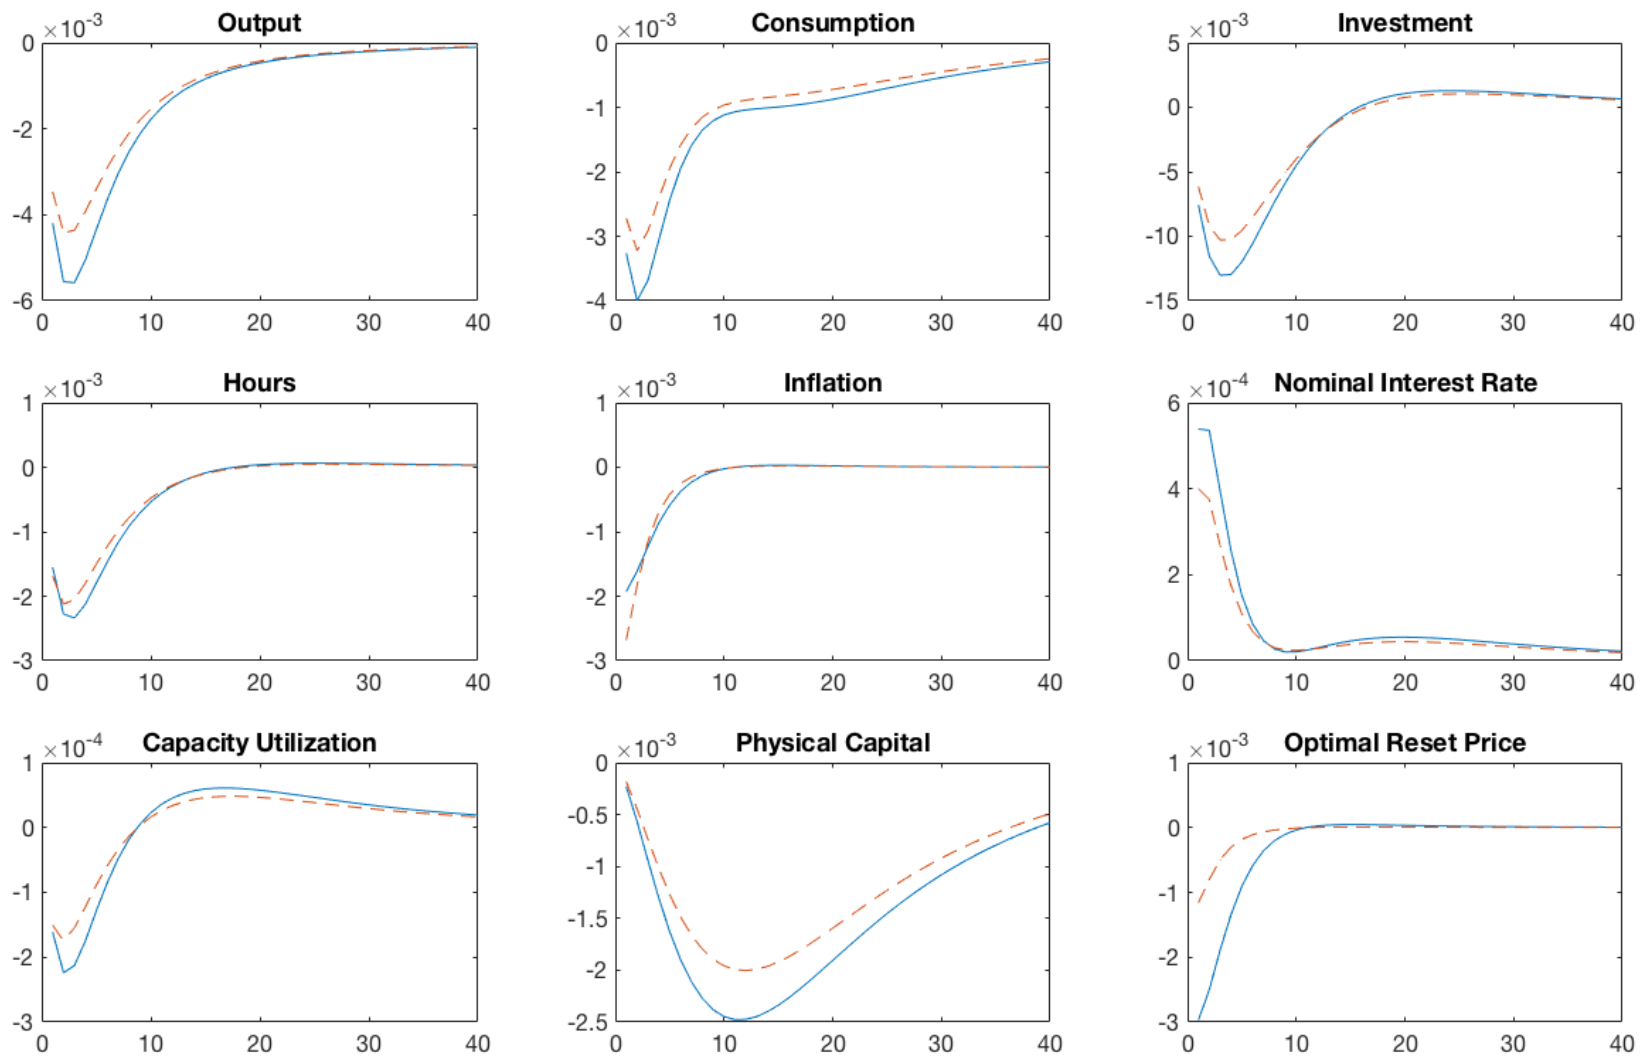 ×10⁻³ Output
0
-2
-4
-6
0 10 20 30 40
×10⁻³ Consumption
0
-1
-2
-3
-4
0 10 20 30 40
×10⁻³ Investment
5
0
-5
-10
-15
0 10 20 30 40
×10⁻³ Hours
1
0
-1
-2
-3
0 10 20 30 40
×10⁻³ Inflation
1
0
-1
-2
-3
0 10 20 30 40
×10⁻⁴ Nominal Interest Rate
6
4
2
0
0 10 20 30 40
×10⁻⁴ Capacity Utilization
1
0
-1
-2
-3
0 10 20 30 40
×10⁻³ Physical Capital
0
-0.5
-1
-1.5
-2
-2.5
0 10 20 30 40
×10⁻³ Optimal Reset Price
1
0
-1
-2
-3
0 10 20 30 40